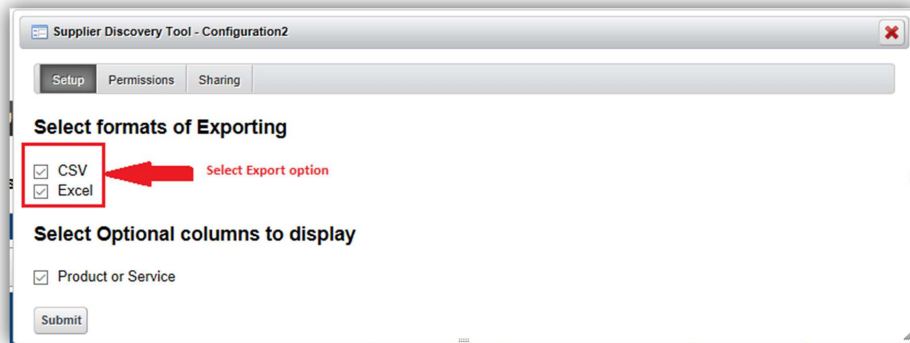 Supplier Discovery Tool - Configuration2
Setup Permissions Sharing
Select formats of Exporting
CSV
Select Export option
Excel
Select Optional columns to display
Product or Service
Submit